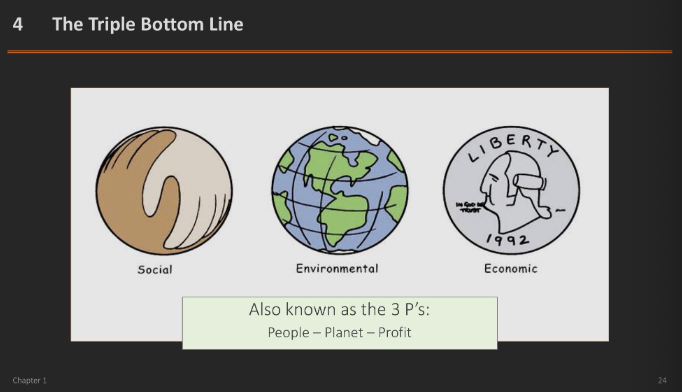 4 The Triple Bottom Line
LIBERTY
IN GOD WE
TRUST
1992
Social Environmental Economic
Also known as the 3 P's:
People – Planet – Profit
Chapter 1 24